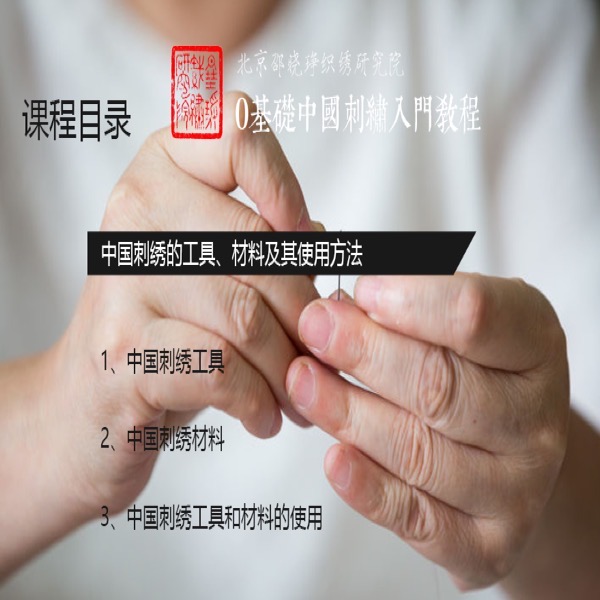 北京邵晓琤织绣研究院
0基礎中國刺繡入門教程
课程目录
中国刺绣的工具、材料及其使用方法
1、中国刺绣工具
2、中国刺绣材料
3、中国刺绣工具和材料的使用